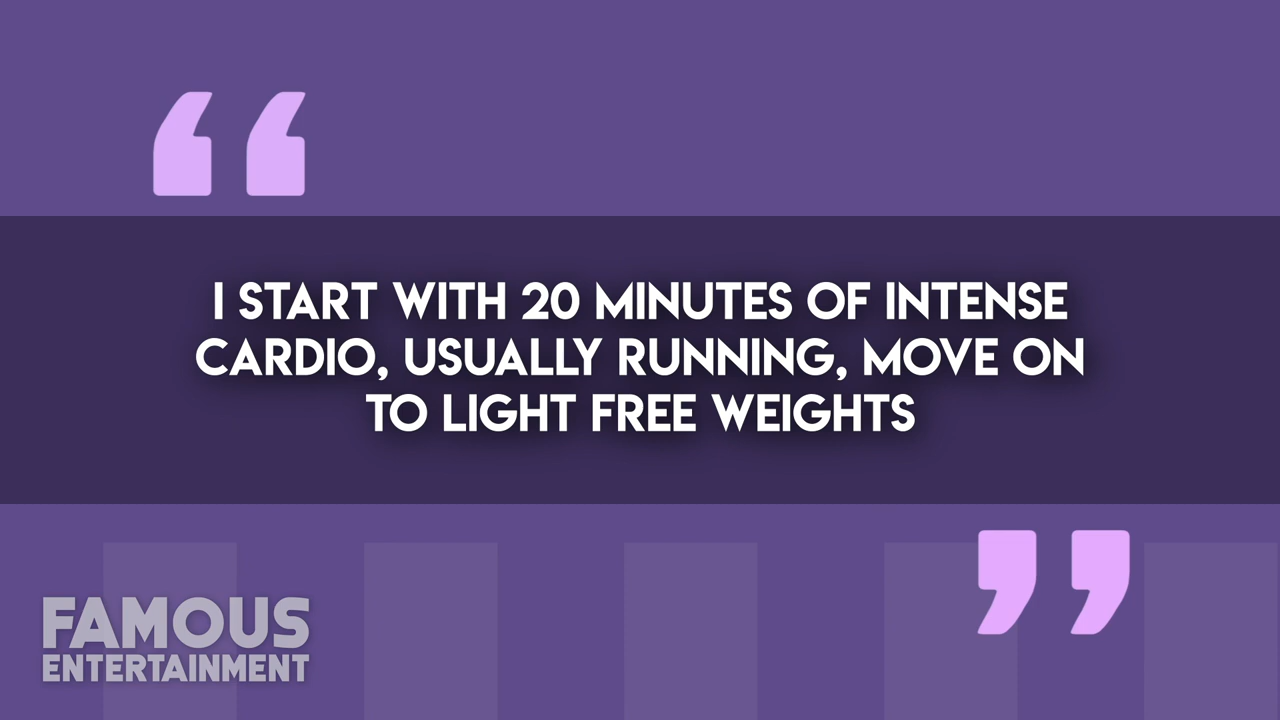 “
I START WITH 20 MINUTES OF INTENSE
CARDIO, USUALLY RUNNING, MOVE ON
TO LIGHT FREE WEIGHTS
”
FAMOUS
ENTERTAINMENT